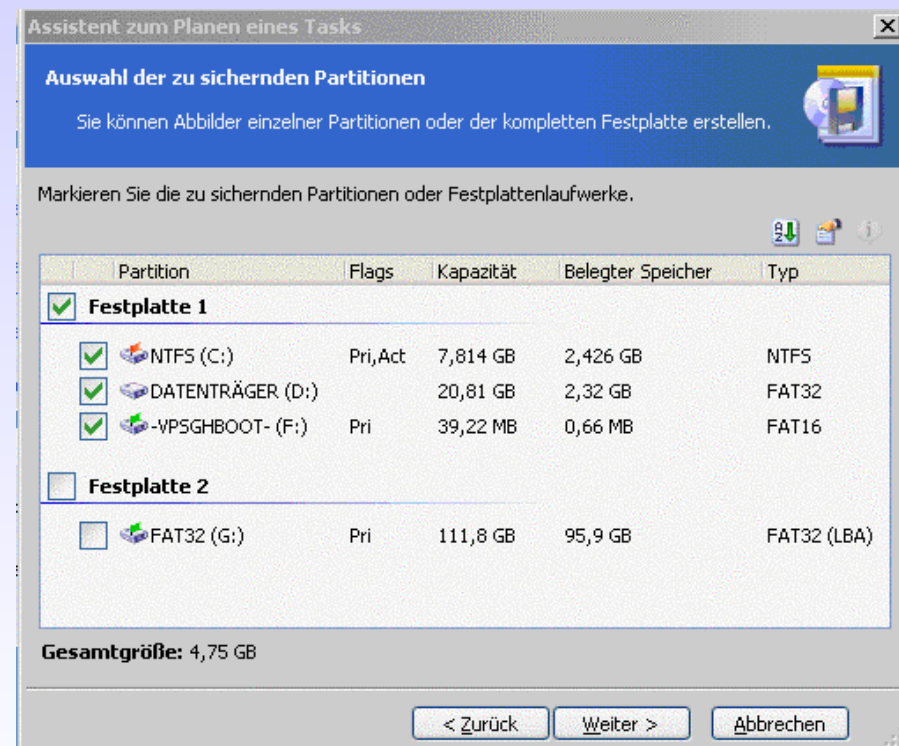 Assistent zum Planen eines Tasks
Auswahl der zu sichernden Partitionen
Sie können Abbilder einzelner Partitionen oder der kompletten Festplatte erstellen.
Markieren Sie die zu sichernden Partitionen oder Festplattenlaufwerke.
Partition Flags Kapazität Belegter Speicher Typ
Festplatte 1
NTFS (C:) Pri,Act 7,814 GB 2,426 GB NTFS
DATENTRÄGER (D:) 20,81 GB 2,32 GB FAT32
-VPSGHBOOT- (F:) Pri 39,22 MB 0,66 MB FAT16
Festplatte 2
FAT32 (G:) Pri 111,8 GB 95,9 GB FAT32 (LBA)
Gesamtgröße: 4,75 GB
< Zurück Weiter > Abbrechen